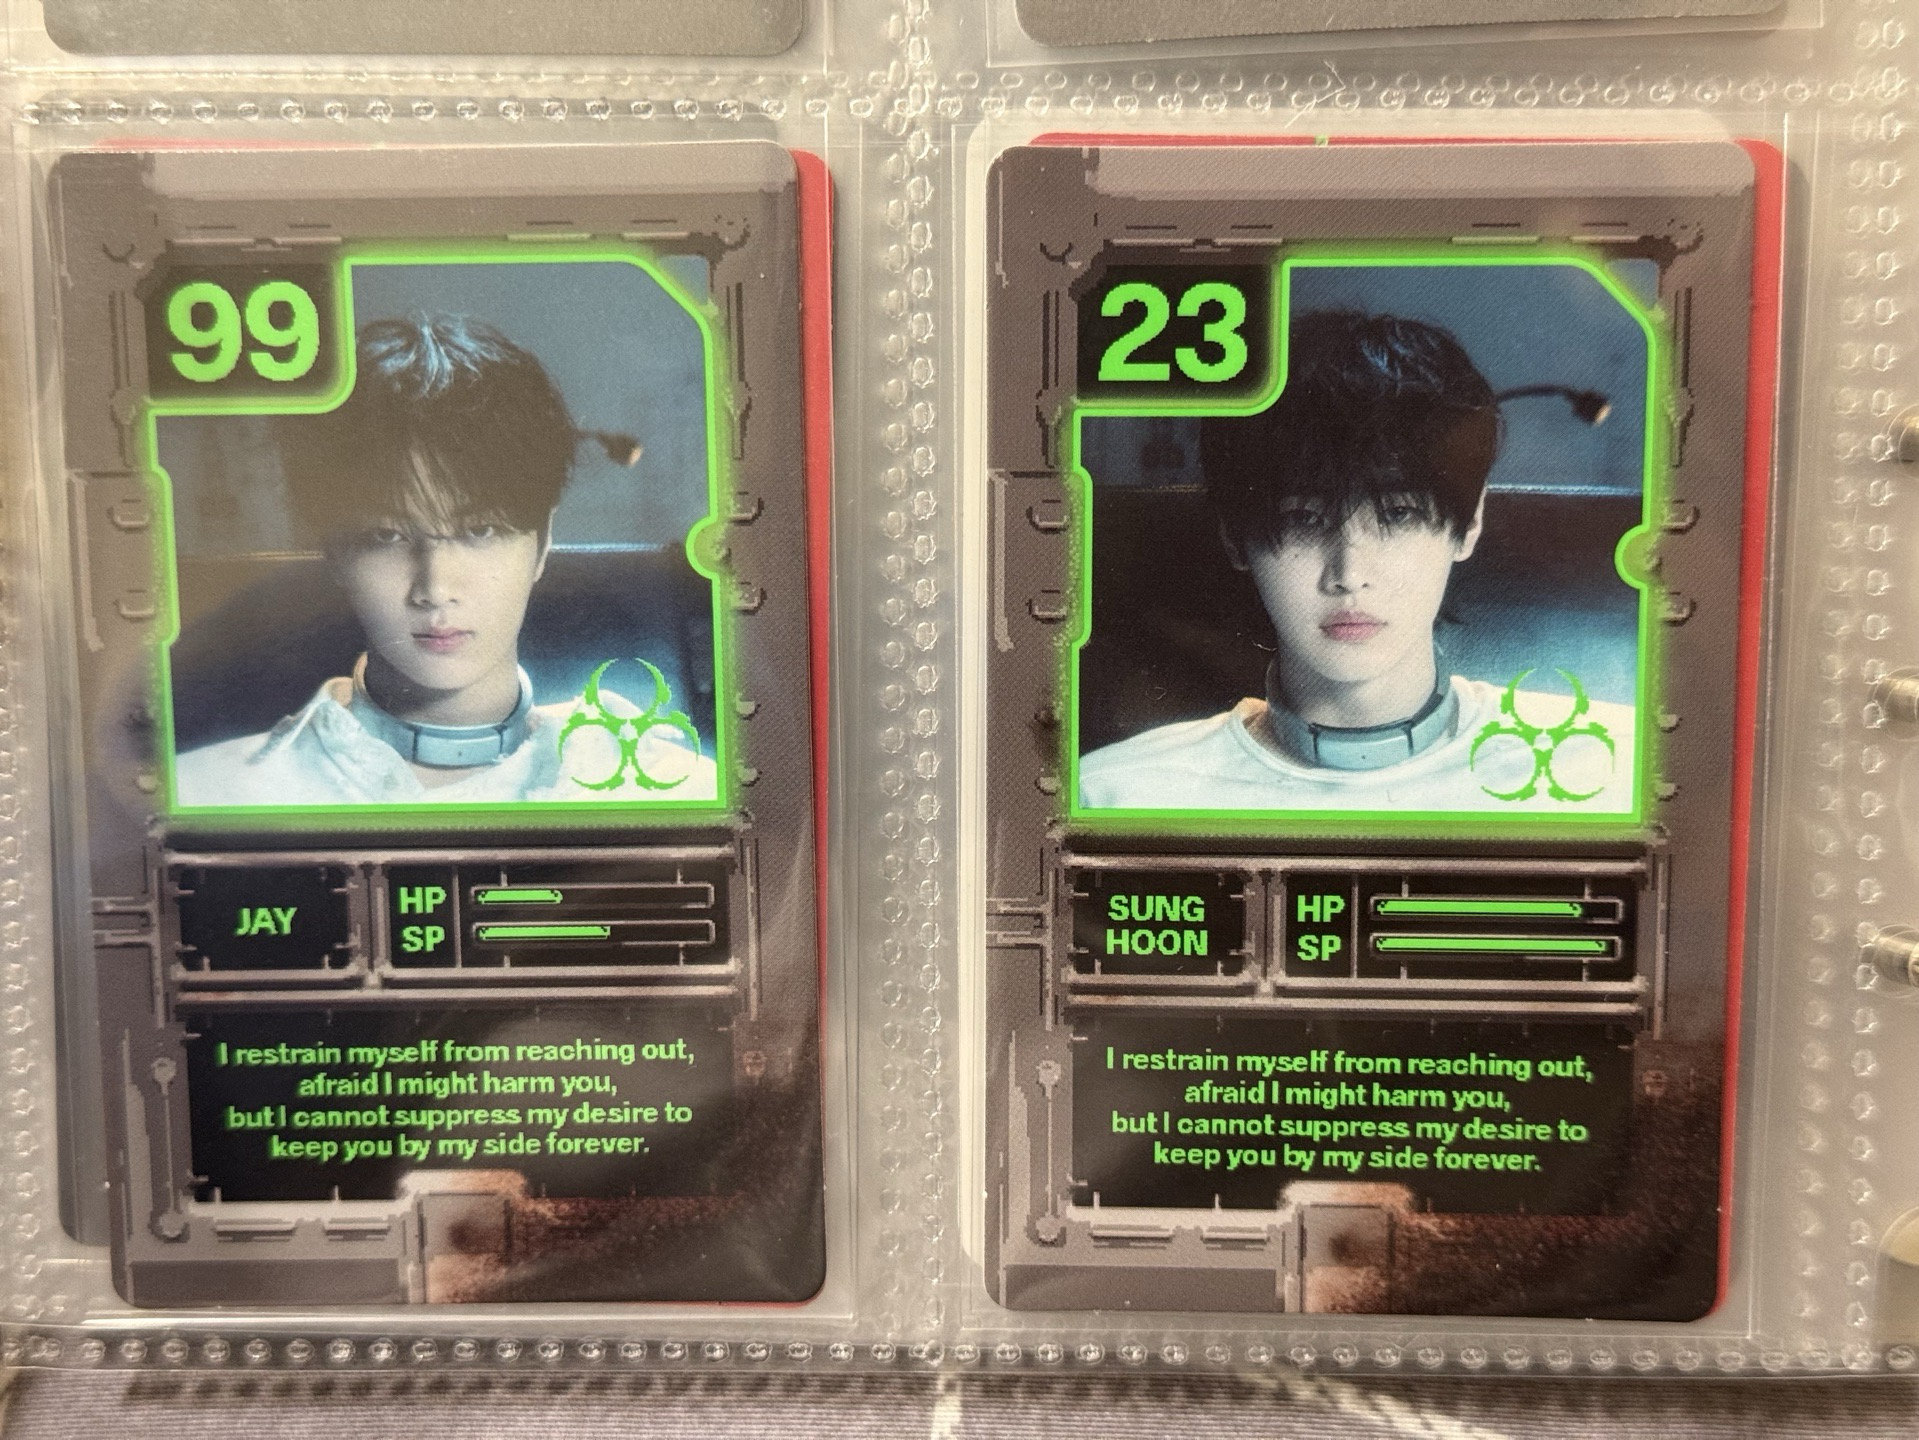 99
JAY
HP
SP
I restrain myself from reaching out,
afraid I might harm you,
but I cannot suppress my desire to
keep you by my side forever.
23
SUNG
HOON
HP
SP
I restrain myself from reaching out,
afraid I might harm you,
but I cannot suppress my desire to
keep you by my side forever.